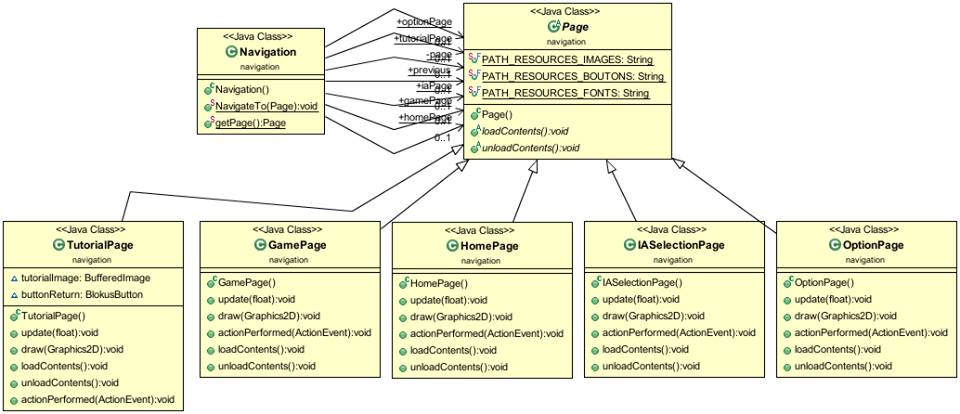 <<Java Class>>
Navigation
navigation
Navigation()
NavigateTo(Page):void
getPage():Page
+optionPage
+tutorialPage
0..1
-page
0..1
+previous
0..1
+iaPage
0..1
+gamePage
0..1
+homePage
0..1
0..1
<<Java Class>>
Page
navigation
PATH_RESOURCES_IMAGES: String
PATH_RESOURCES_BOUTONS: String
PATH_RESOURCES_FONTS: String
Page()
loadContents():void
unloadContents():void
<<Java Class>>
TutorialPage
navigation
tutorialImage: BufferedImage
buttonReturn: BlokusButton
TutorialPage()
update(float):void
draw(Graphics2D):void
loadContents():void
unloadContents():void
actionPerformed(ActionEvent):void
<<Java Class>>
GamePage
navigation
GamePage()
update(float):void
draw(Graphics2D):void
actionPerformed(ActionEvent):void
loadContents():void
unloadContents():void
<<Java Class>>
HomePage
navigation
HomePage()
update(float):void
draw(Graphics2D):void
actionPerformed(ActionEvent):void
loadContents():void
unloadContents():void
<<Java Class>>
IASelectionPage
navigation
IASelectionPage()
update(float):void
draw(Graphics2D):void
actionPerformed(ActionEvent):void
loadContents():void
unloadContents():void
<<Java Class>>
OptionPage
navigation
OptionPage()
update(float):void
draw(Graphics2D):void
actionPerformed(ActionEvent):void
loadContents():void
unloadContents():void